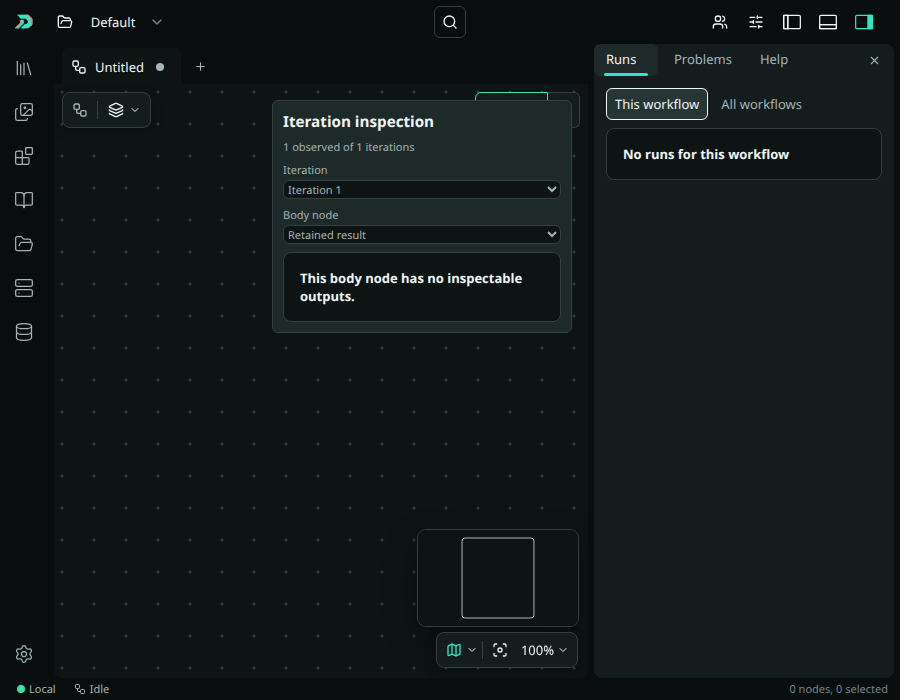 Default
Untitled
Runs
Problems
Help
This workflow
All workflows
No runs for this workflow
Iteration inspection
1 observed of 1 iterations
Iteration
Iteration 1
Body node
Retained result
This body node has no inspectable
outputs.
100%
Local
Idle
0 nodes, 0 selected